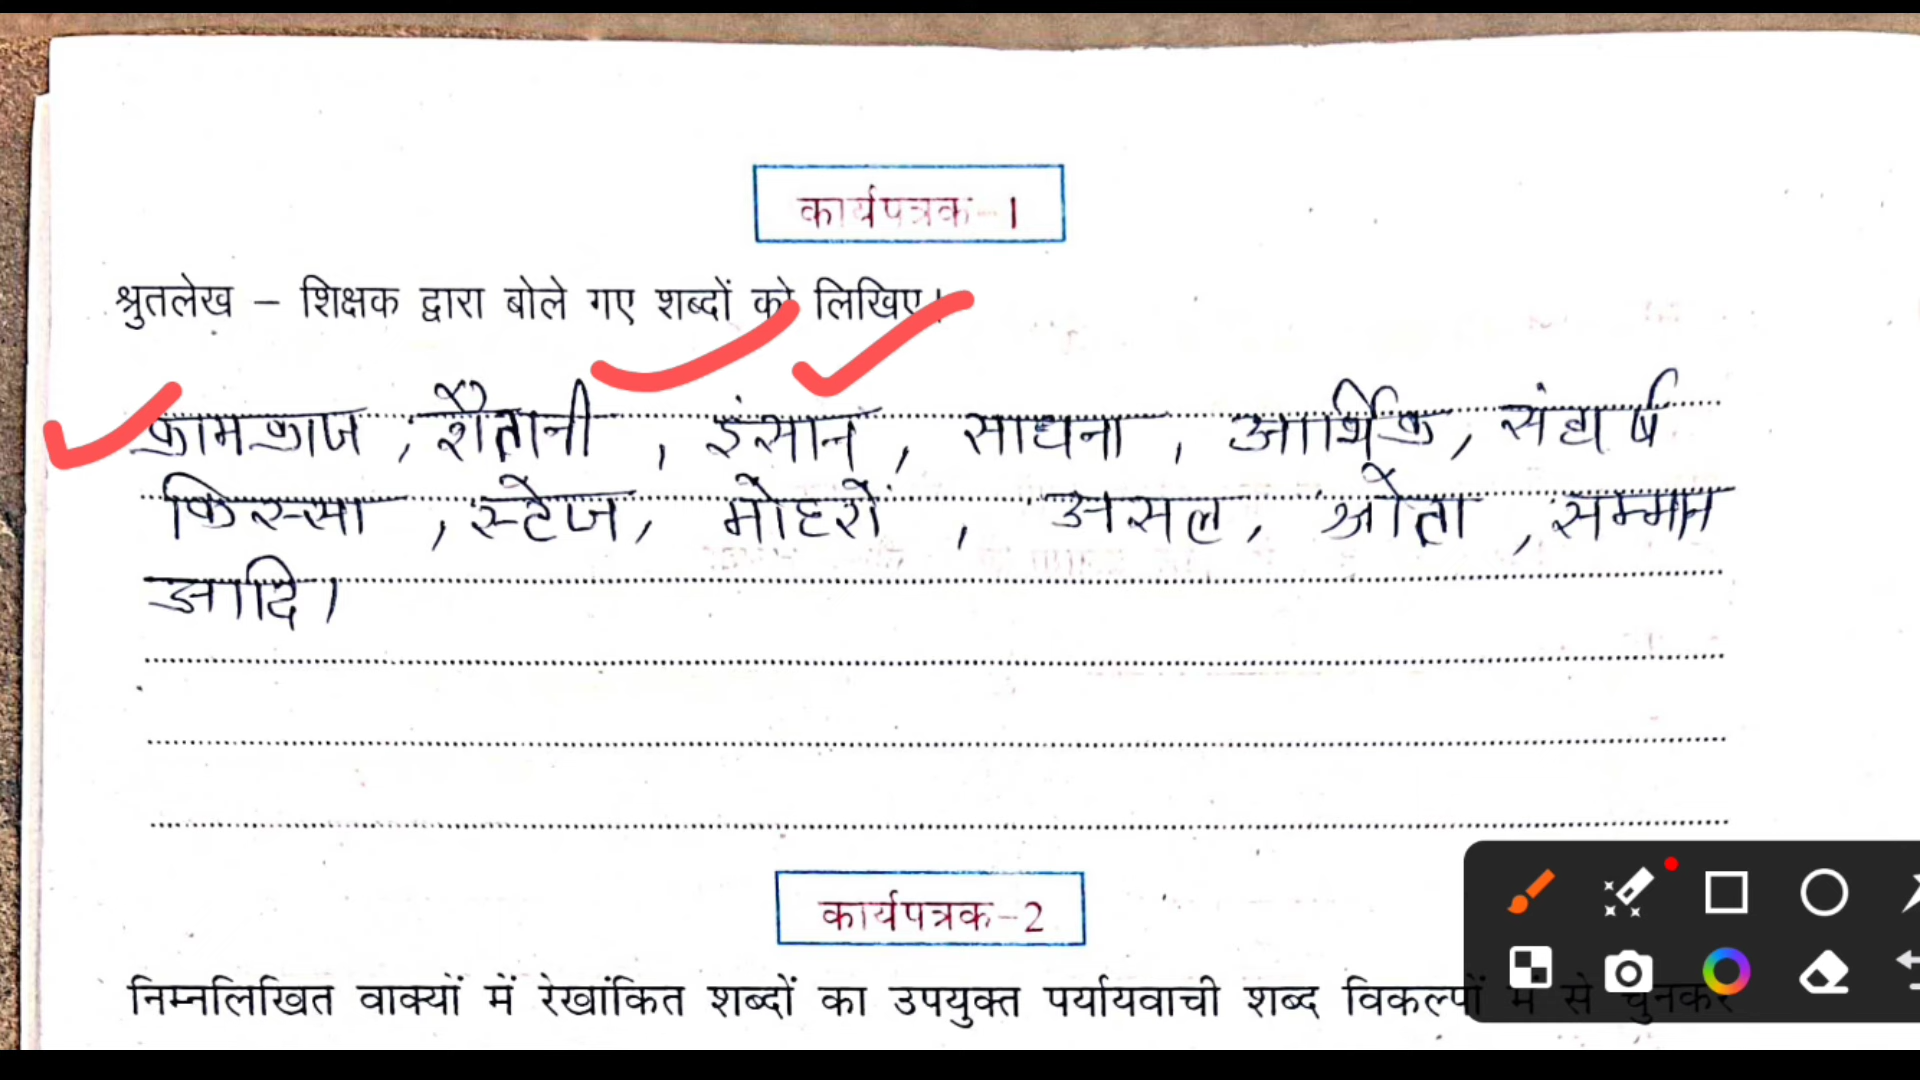 कार्यपत्रक-1
श्रुतलेख – शिक्षक द्वारा बोले गए शब्दों को लिखिए।
कामकाज, शैतानी, इंसान, साधना, आर्थिक, संघर्ष
किस्सा, स्टेज, मोहरों, असल, श्रोता, सम्मान
आदि।
कार्यपत्रक-2
निम्नलिखित वाक्यों में रेखांकित शब्दों का उपयुक्त पर्यायवाची शब्द विकल्पों में से चुनकर